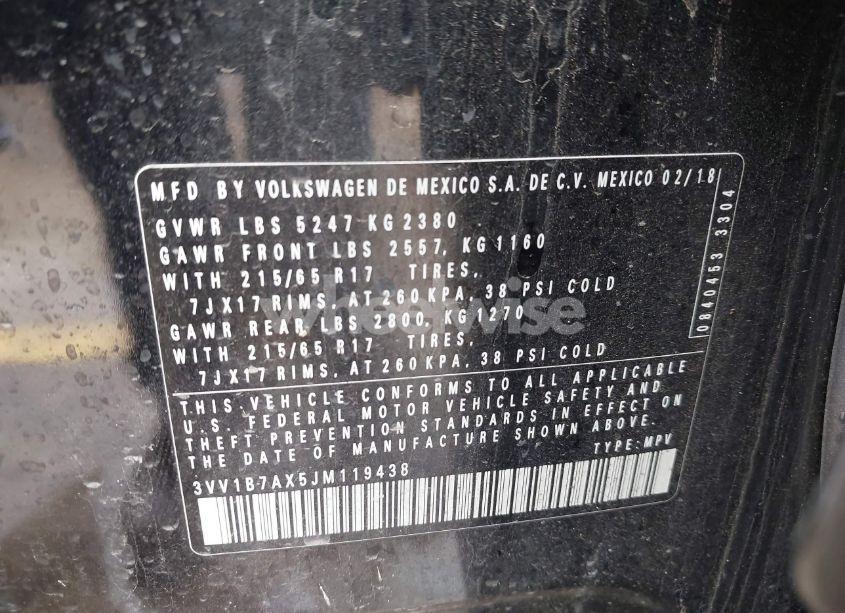 MFD BY VOLKSWAGEN DE MEXICO S.A. DE C.V. MEXICO 02/18
GVWR LBS 5247 KG 2380
GAWR FRONT LBS 2557, KG 1160
WITH 215/65 R17 TIRES,
7JX17 RIMS, AT 260 KPA, 38 PSI COLD
GAWR REAR LBS 2800, KG 1270
WITH 215/65 R17 TIRES,
7JX17 RIMS, AT 260 KPA, 38 PSI COLD
THIS VEHICLE CONFORMS TO ALL APPLICABLE
U.S. FEDERAL MOTOR VEHICLE SAFETY AND
THEFT PREVENTION STANDARDS IN EFFECT ON
THE DATE OF MANUFACTURE SHOWN ABOVE.
TYPE: MPV
3VV1B7AX5JM119438
0840453 3304
wheelwise